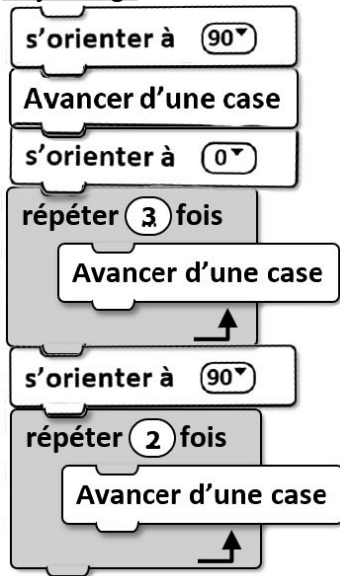 s'orienter à 90
Avancer d'une case
s'orienter à 0
répéter 3 fois
Avancer d'une case
s'orienter à 90
répéter 2 fois
Avancer d'une case